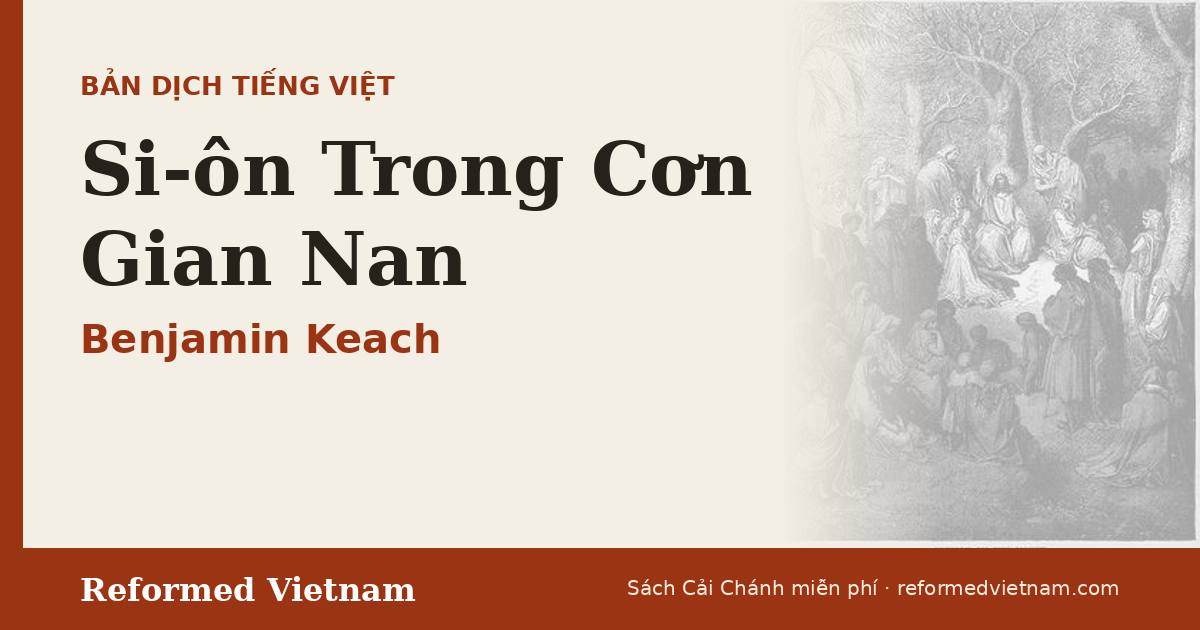 BẢN DỊCH TIẾNG VIỆT
Si-ôn Trong Cơn
Gian Nan
Benjamin Keach
Reformed Vietnam
Sách Cải Chánh miễn phí · reformedvietnam.com